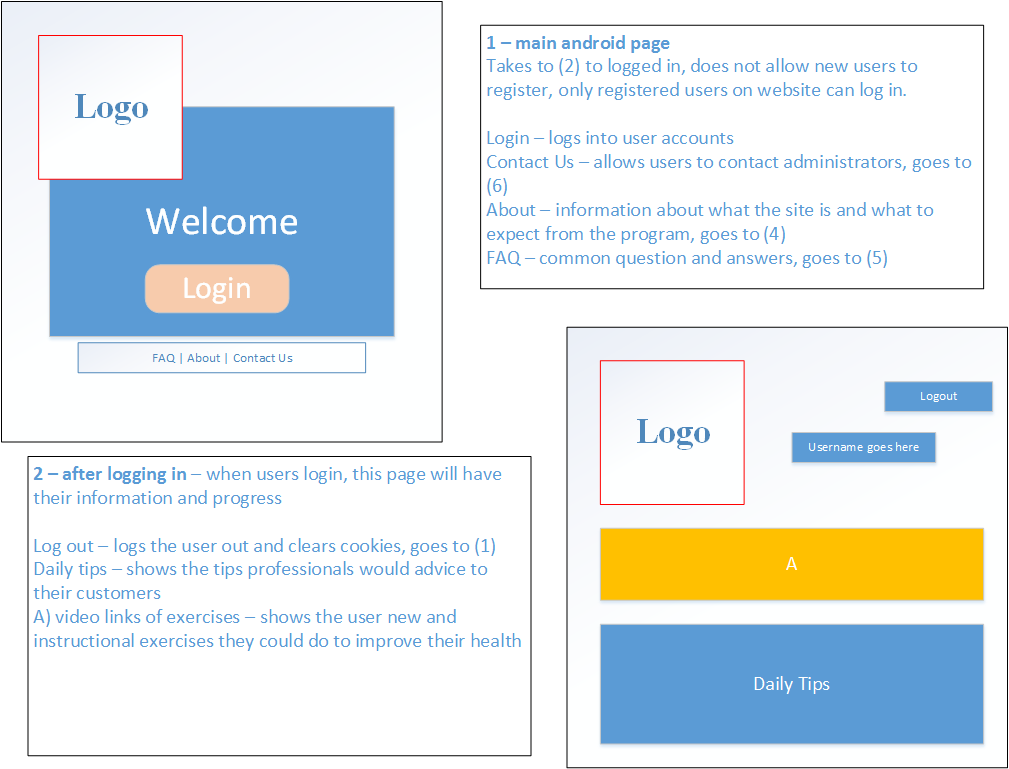 Logo
Welcome
Login
FAQ | About | Contact Us
1 – main android page
Takes to (2) to logged in, does not allow new users to
register, only registered users on website can log in.
Login – logs into user accounts
Contact Us – allows users to contact administrators, goes to
(6)
About – information about what the site is and what to
expect from the program, goes to (4)
FAQ – common question and answers, goes to (5)
2 – after logging in – when users login, this page will have
their information and progress
Log out – logs the user out and clears cookies, goes to (1)
Daily tips – shows the tips professionals would advice to
their customers
A) video links of exercises – shows the user new and
instructional exercises they could do to improve their health
Logo
Logout
Username goes here
A
Daily Tips